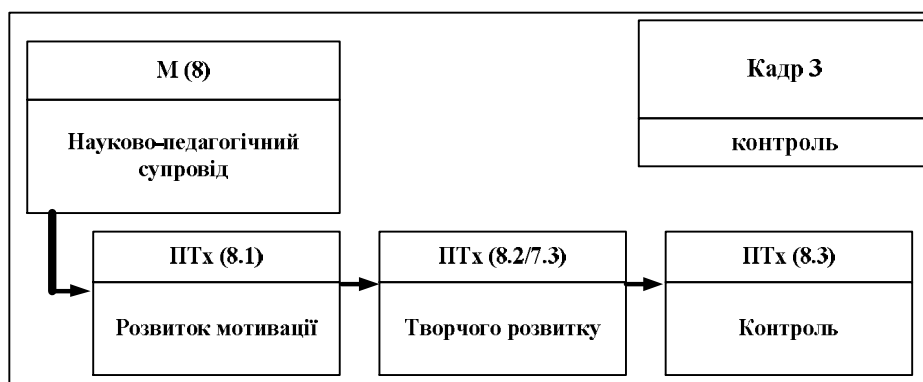 М (8)
Науково-педагогічний
супровід
Кадр 3
контроль
ПТх (8.1)
Розвиток мотивації
ПТх (8.2/7.3)
Творчого розвитку
ПТх (8.3)
Контроль